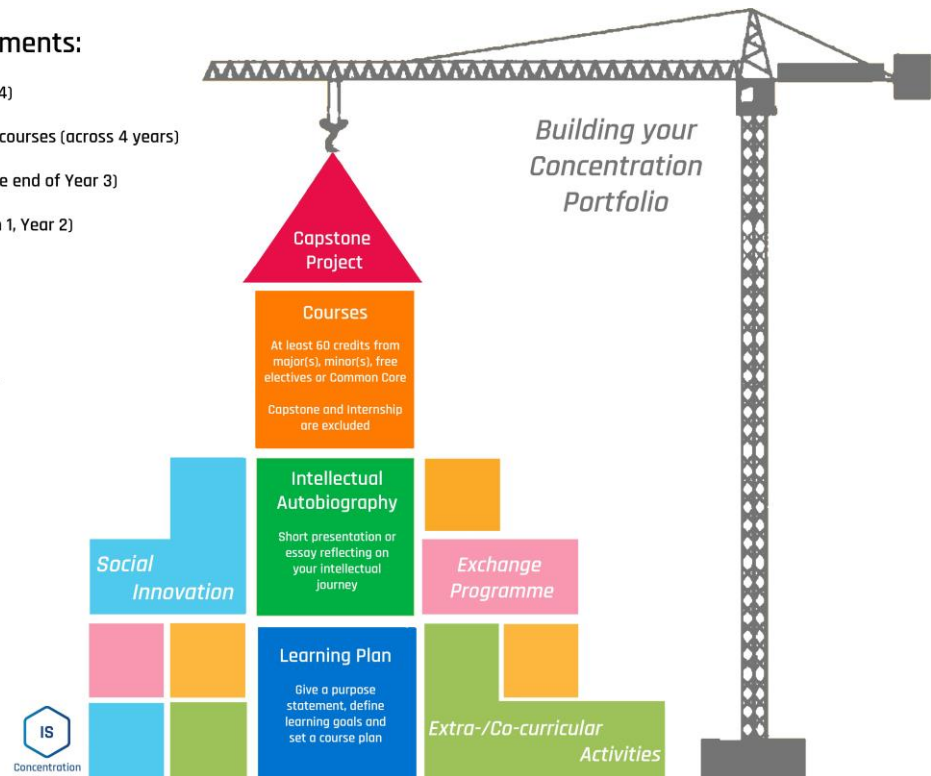 ments:
4)
courses (across 4 years)
e end of Year 3)
1, Year 2)
Building your
Concentration
Portfolio
Capstone
Project
Courses
At least 60 credits from
major(s), minor(s), free
electives or Common Core
Capstone and Internship
are excluded
Intellectual
Autobiography
Short presentation or
essay reflecting on
your intellectual
journey
Social
Innovation
Exchange
Programme
Learning Plan
Give a purpose
statement, define
learning goals and
set a course plan
Extra-/Co-curricular
Activities
IS
Concentration